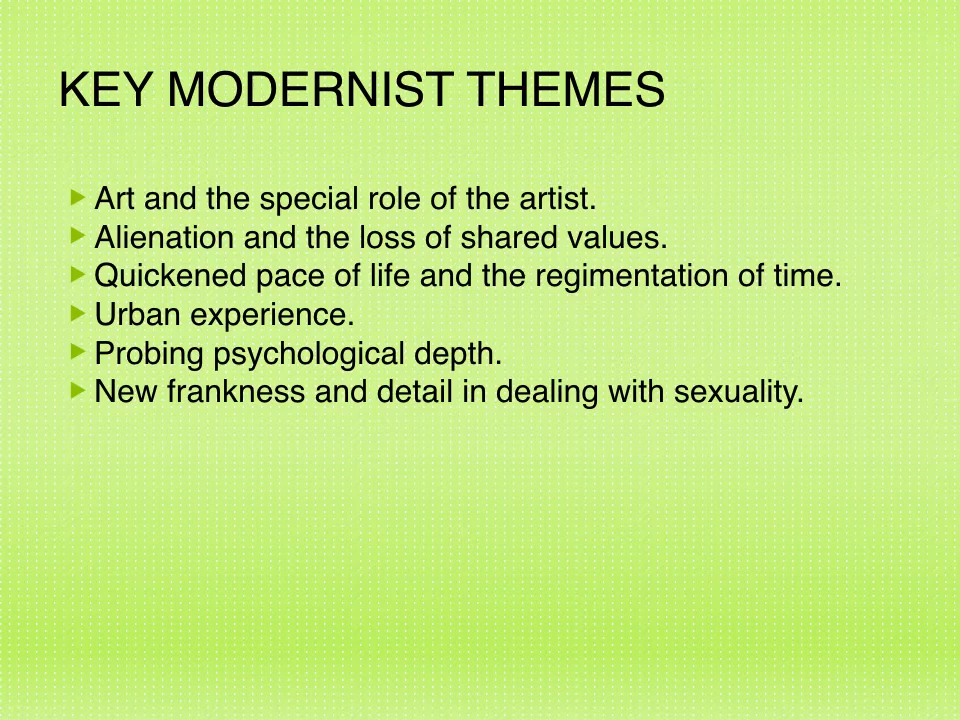 KEY MODERNIST THEMES
Art and the special role of the artist.
Alienation and the loss of shared values.
Quickened pace of life and the regimentation of time.
Urban experience.
Probing psychological depth.
New frankness and detail in dealing with sexuality.